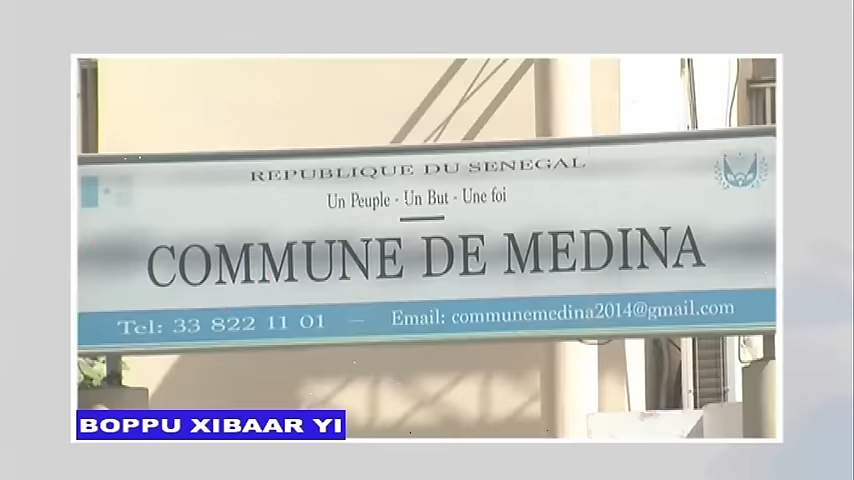 REPUBLIQUE DU SENEGAL
Un Peuple - Un But - Une foi
COMMUNE DE MEDINA
Tel: 33 822 11 01 — Email: communemedina2014@gmail.com
BOPPU XIBAAR YI